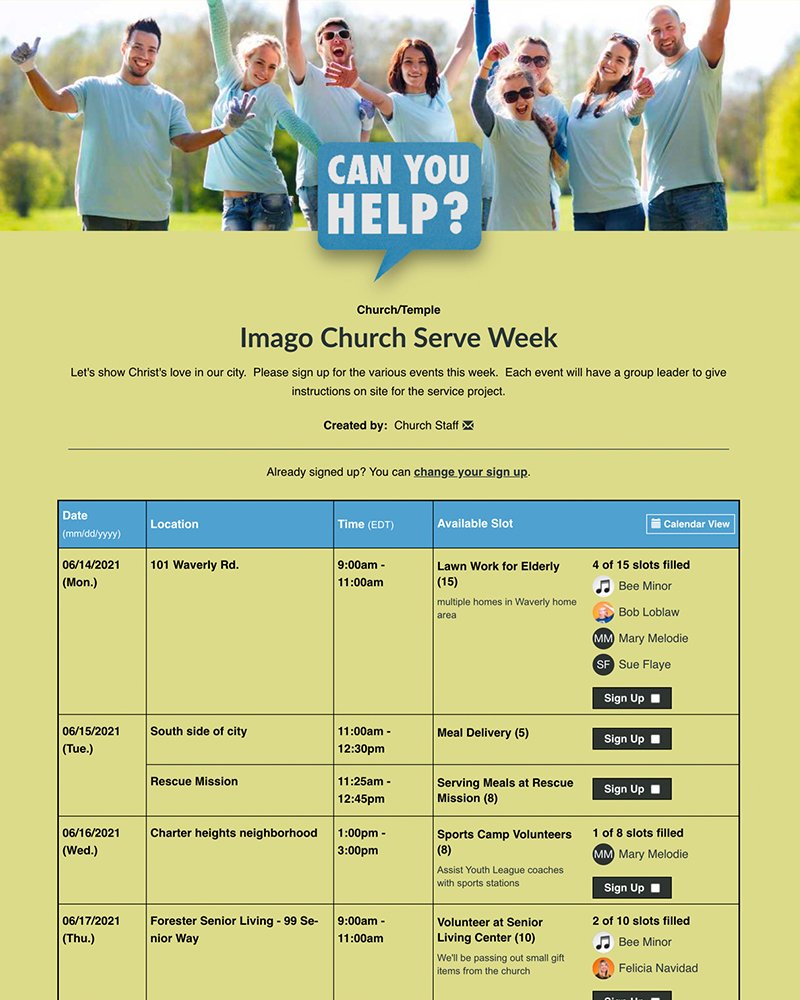 CAN YOU
HELP?
Church/Temple
Imago Church Serve Week
Let's show Christ's love in our city.  Please sign up for the various events this week.  Each event will have a group leader to give
instructions on site for the service project.
Created by:  Church Staff
Already signed up? You can change your sign up.
Date
(mm/dd/yyyy)
Location
Time (EDT)
Available Slot
Calendar View
06/14/2021
(Mon.)
101 Waverly Rd.
9:00am -
11:00am
Lawn Work for Elderly
(15)
multiple homes in Waverly home
area
4 of 15 slots filled
Bee Minor
Bob Loblaw
MM Mary Melodie
SF Sue Flaye
Sign Up
06/15/2021
(Tue.)
South side of city
11:00am -
12:30pm
Meal Delivery (5)
Sign Up
Rescue Mission
11:25am -
12:45pm
Serving Meals at Rescue
Mission (8)
Sign Up
06/16/2021
(Wed.)
Charter heights neighborhood
1:00pm -
3:00pm
Sports Camp Volunteers
(8)
Assist Youth League coaches
with sports stations
1 of 8 slots filled
MM Mary Melodie
Sign Up
06/17/2021
(Thu.)
Forester Senior Living - 99 Se-
nior Way
9:00am -
11:00am
Volunteer at Senior
Living Center (10)
We'll be passing out small gift
items from the church
2 of 10 slots filled
Bee Minor
Felicia Navidad
Sign Up